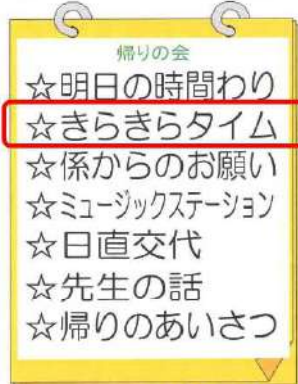 帰りの会
☆明日の時間わり
☆きらきらタイム
☆係からのお願い
☆ミュージックステーション
☆日直交代
☆先生の話
☆帰りのあいさつ